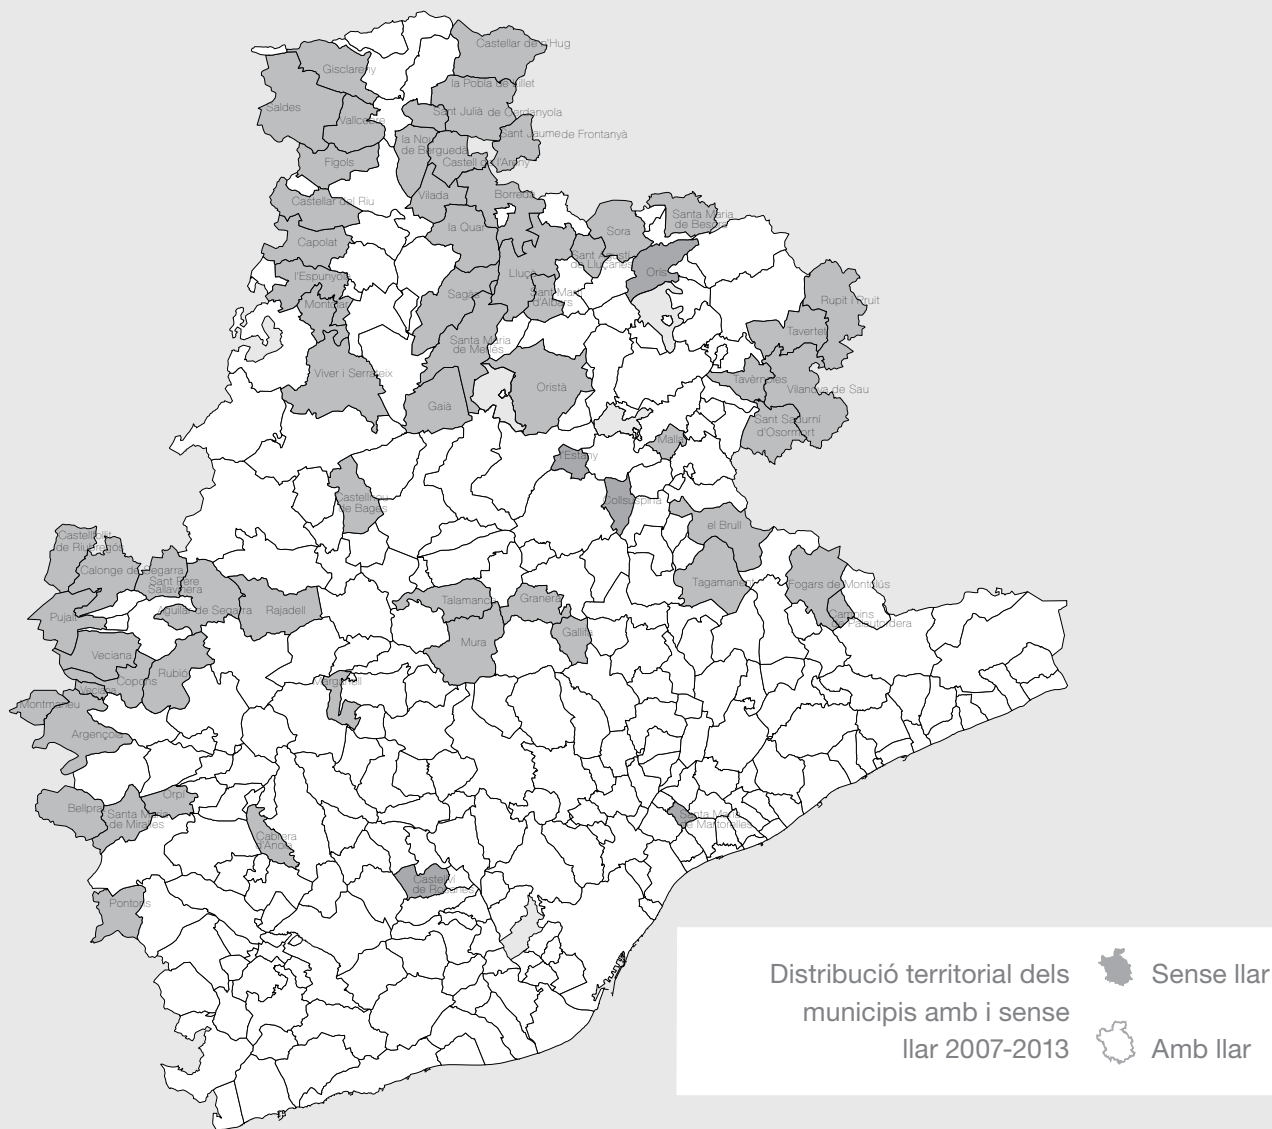 Castellar de n'Hug
Gisclareny
la Pobla de Lillet
Saldes
Sant Julià de Cerdanyola
Vallcebre
Sant Jaume de Frontanyà
la Nou
de Berguedà
Castell de l'Areny
Fígols
Vilada
Borredà
Castellar del Riu
Santa Maria
de Besora
la Quar
Sora
Capolat
Sant Agustí
de Lluçanès
Lluçà
Orís
l'Espunyola
Sagàs
Sant Martí
d'Albars
Rupit i Pruit
Montclar
Tavertet
Santa Maria
de Merlès
Viver i Serrateix
Tavèrnoles
Oristà
Vilanova de Sau
Gaià
Sant Sadurní
d'Osormort
Malla
l'Estany
Castellnou
de Bages
Collsuspina
el Brull
Castellfollit
de Riubregós
Calonge de Segarra
Sant Pere
Sallavinera
Tagamanent
Fogars de Montclús
Talamanca
Granera
Aguilar de Segarra
Rajadell
Pujalt
Campins
de Palautordera
Gallifa
Mura
Veciana
Rubió
Copons
Veciana
Marganell
Montmaneu
Argençola
Orpí
Bellprat
Santa Maria
de Miralles
Santa Maria
de Martorelles
Cabrera
d'Anoia
Castellví
de Rosanes
Pontons
Distribució territorial dels
municipis amb i sense
llar 2007-2013
Sense llar
Amb llar